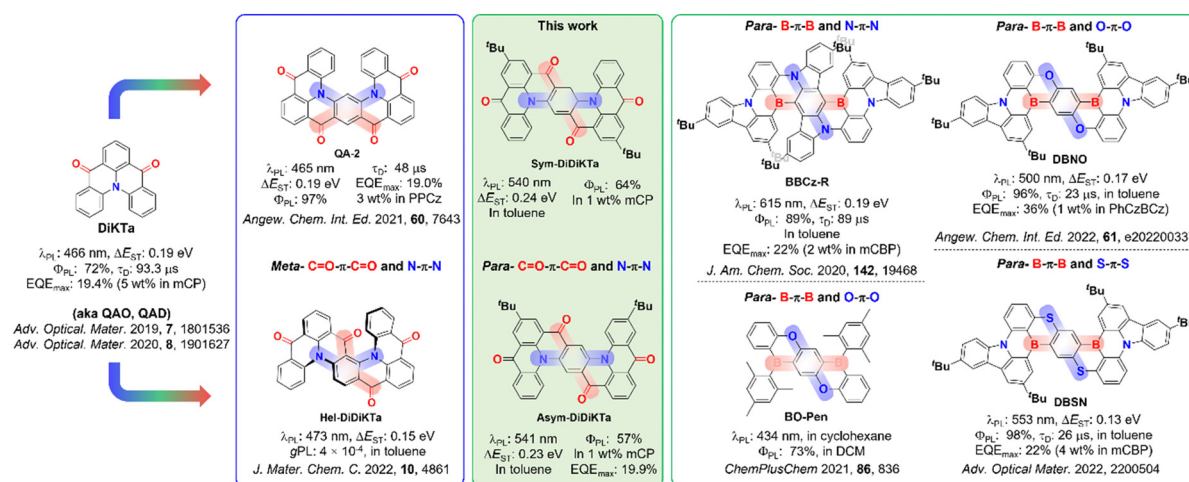 DiKTa
λPL: 466 nm, ΔEST: 0.19 eV
ΦPL: 72%, τD: 93.3 μs
EQEmax: 19.4% (5 wt% in mCP)
(aka QAO, QAD)
Adv. Optical. Mater. 2019, 7, 1801536
Adv. Optical. Mater. 2020, 8, 1901627
QA-2
λPL: 465 nm τD: 48 μs
ΔEST: 0.19 eV EQEmax: 19.0%
ΦPL: 97% 3 wt% in PPCz
Angew. Chem. Int. Ed. 2021, 60, 7643
Meta- C=O-π-C=O and N-π-N
Hel-DiDiKTa
λPL: 473 nm, ΔEST: 0.15 eV
gPL: 4 × 10-4, in toluene
J. Mater. Chem. C. 2022, 10, 4861
This work
tBu
O
O
N
N
O
O
tBu
Sym-DiDiKTa
λPL: 540 nm ΦPL: 64%
ΔEST: 0.24 eV In 1 wt% mCP
In toluene
Para- C=O-π-C=O and N-π-N
tBu
tBu
O
O
N
N
O
O
Asym-DiDiKTa
λPL: 541 nm ΦPL: 57%
ΔEST: 0.23 eV In 1 wt% mCP
In toluene EQEmax: 19.9%
Para- B-π-B and N-π-N
tBu
tBu
tBu
N
B
B
N
N
N
tBu
tBu
tBu
BBCz-R
λPL: 615 nm, ΔEST: 0.19 eV
ΦPL: 89%, τD: 89 μs
In toluene
EQEmax: 22% (2 wt% in mCBP)
J. Am. Chem. Soc. 2020, 142, 19468
Para- B-π-B and O-π-O
O
B
B
O
BO-Pen
λPL: 434 nm, in cyclohexane
ΦPL: 73%, in DCM
ChemPlusChem 2021, 86, 836
Para- B-π-B and O-π-O
tBu
tBu
O
N
B
B
N
O
tBu
tBu
DBNO
λPL: 500 nm, ΔEST: 0.17 eV
ΦPL: 96%, τD: 23 μs, in toluene
EQEmax: 36% (1 wt% in PhCzBCz)
Angew. Chem. Int. Ed. 2022, 61, e20220033
Para- B-π-B and S-π-S
tBu
tBu
S
N
B
B
N
S
tBu
tBu
DBSN
λPL: 553 nm, ΔEST: 0.13 eV
ΦPL: 98%, τD: 26 μs, in toluene
EQEmax: 22% (4 wt% in mCBP)
Adv. Optical Mater. 2022, 2200504